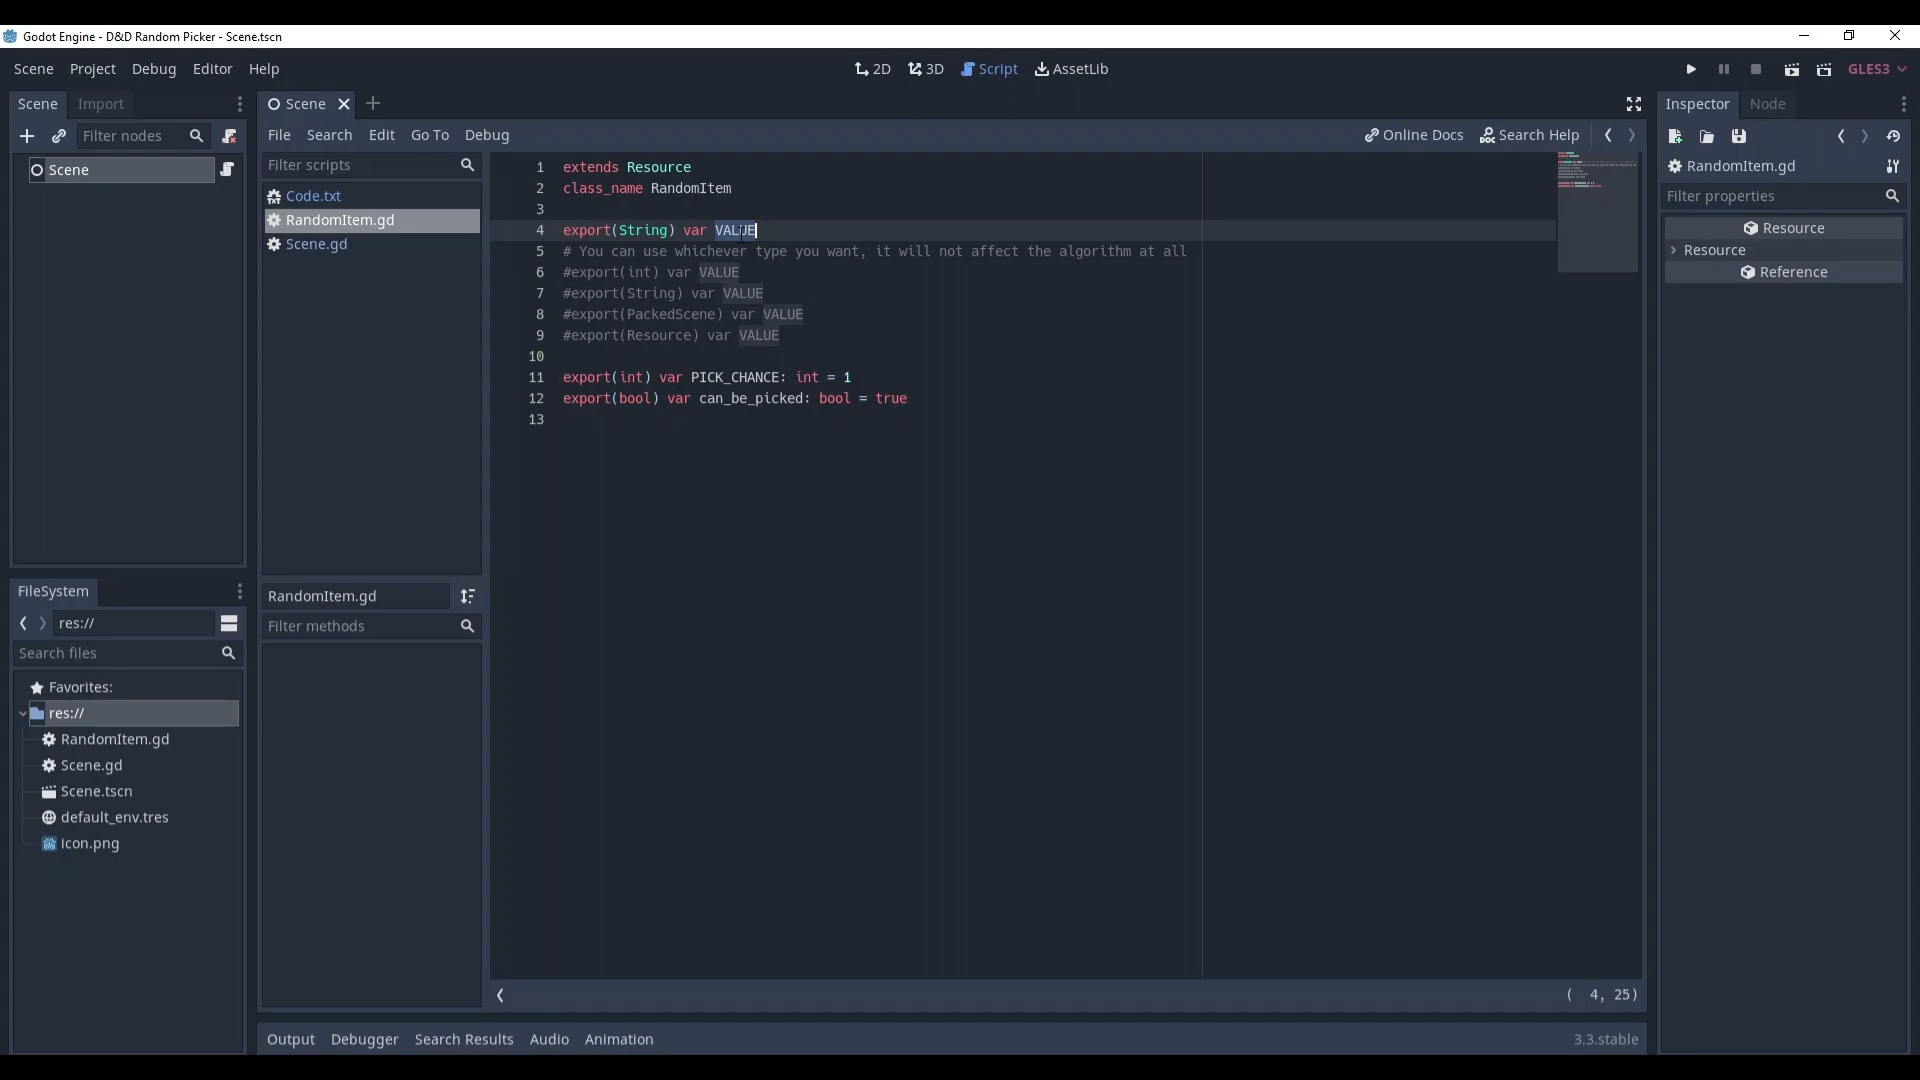 Godot Engine - D&D Random Picker - Scene.tscn
Scene Project Debug Editor Help
2D 3D Script AssetLib
GLES3
Scene Import
Filter nodes
Scene
Scene
File Search Edit Go To Debug
Online Docs Search Help
Filter scripts
Code.txt
RandomItem.gd
Scene.gd
RandomItem.gd
Filter methods
1 extends Resource
2 class_name RandomItem
3
4 export(String) var VALUE
5 # You can use whichever type you want, it will not affect the algorithm at all
6 #export(int) var VALUE
7 #export(String) var VALUE
8 #export(PackedScene) var VALUE
9 #export(Resource) var VALUE
10
11 export(int) var PICK_CHANCE: int = 1
12 export(bool) var can_be_picked: bool = true
13
( 4, 25)
Output Debugger Search Results Audio Animation
3.3.stable
FileSystem
res://
Search files
Favorites:
res://
RandomItem.gd
Scene.gd
Scene.tscn
default_env.tres
icon.png
Inspector Node
RandomItem.gd
Filter properties
Resource
Resource
Reference